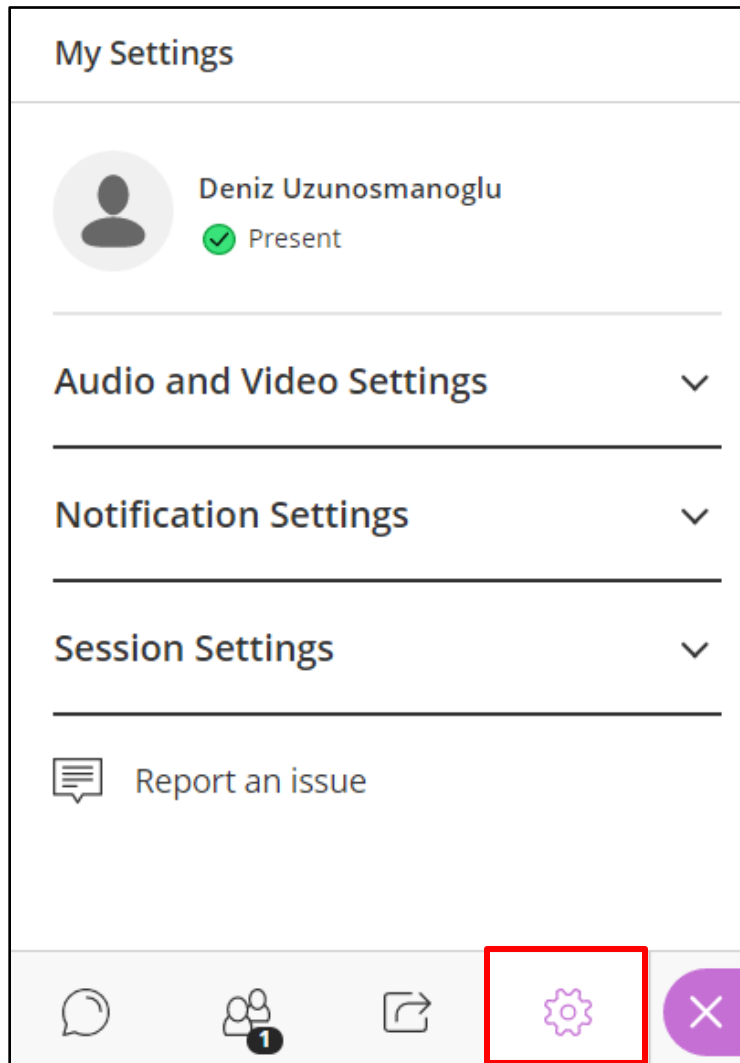 My Settings
Deniz Uzunosmanoglu
Present
Audio and Video Settings
Notification Settings
Session Settings
Report an issue
1